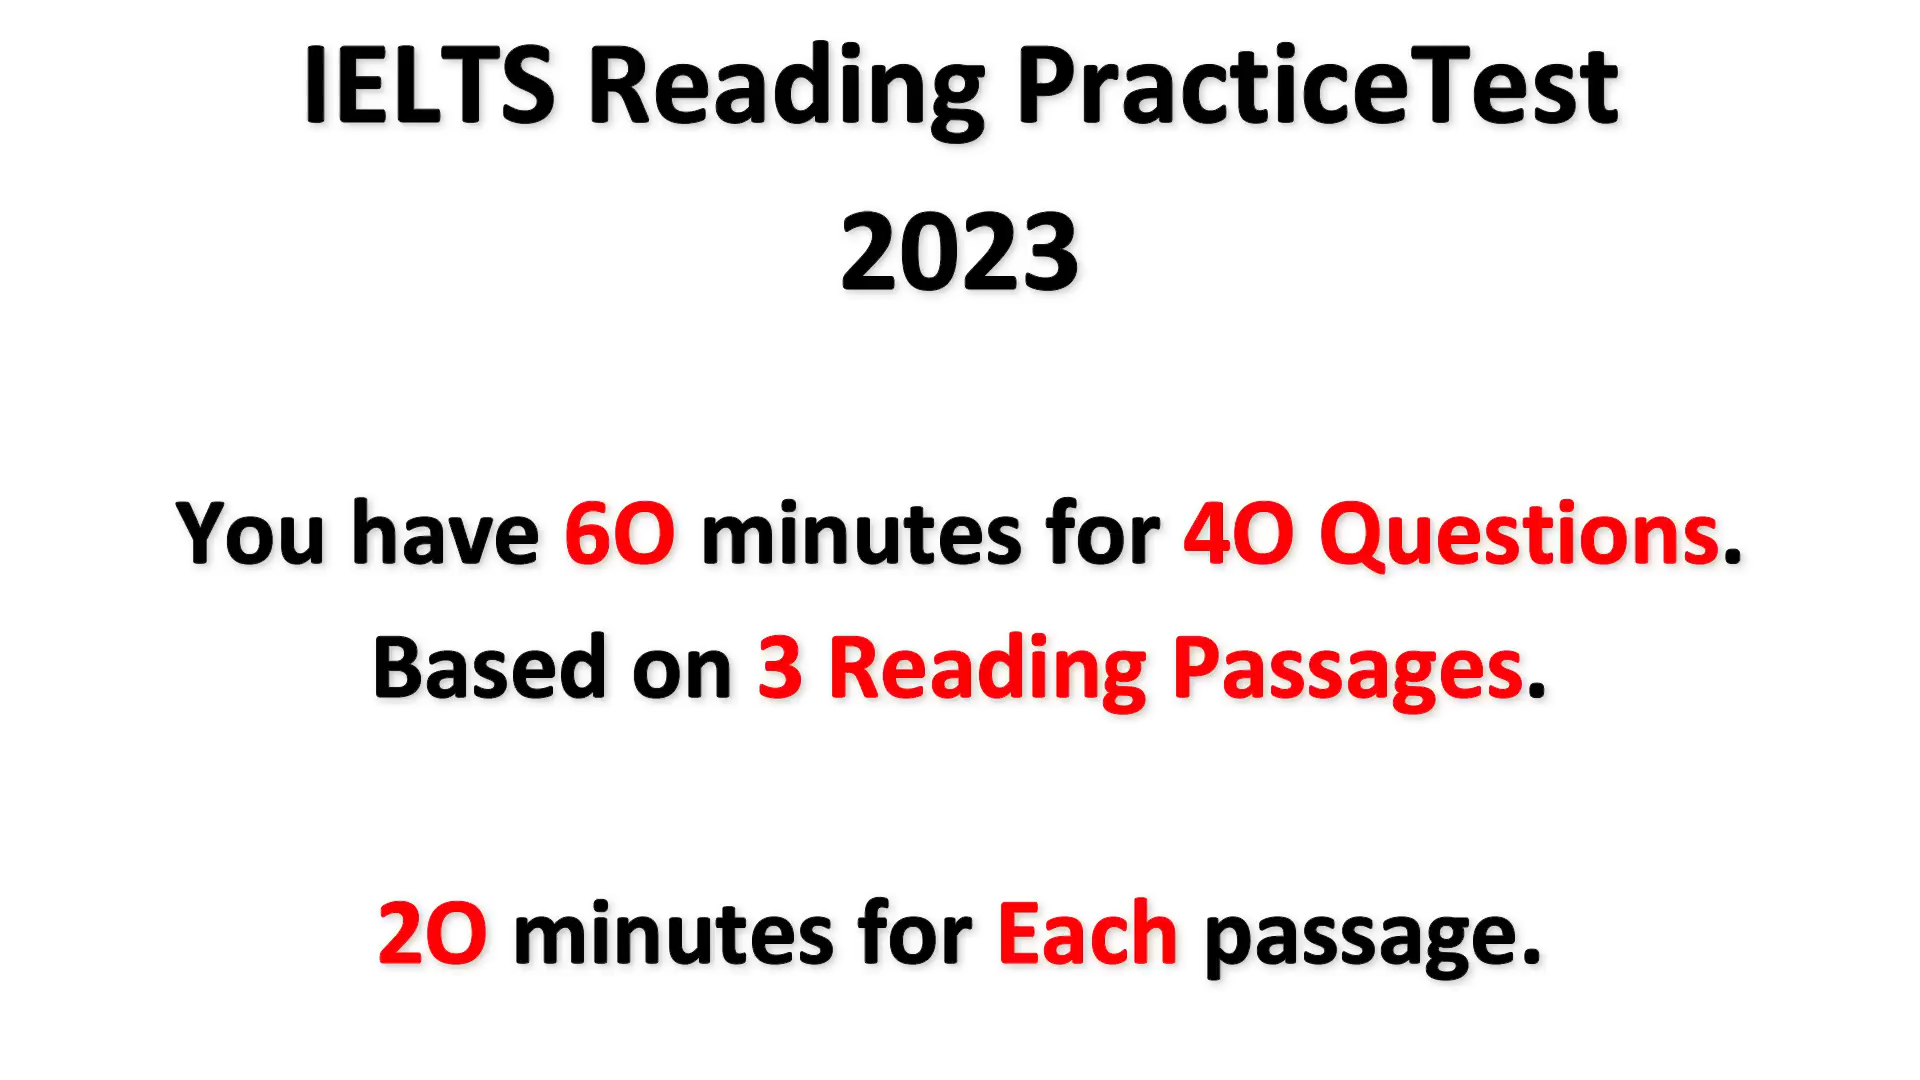 IELTS Reading PracticeTest
2023
You have 6O minutes for 4O Questions.
Based on 3 Reading Passages.
2O minutes for Each passage.